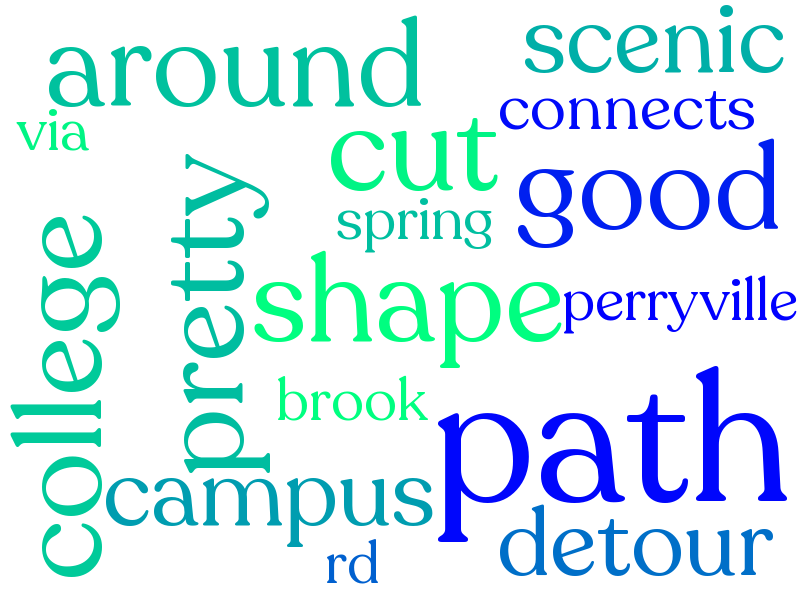 around
scenic
via
connects
cut
good
pretty
spring
college
shape
perryville
brook
path
campus
detour
rd